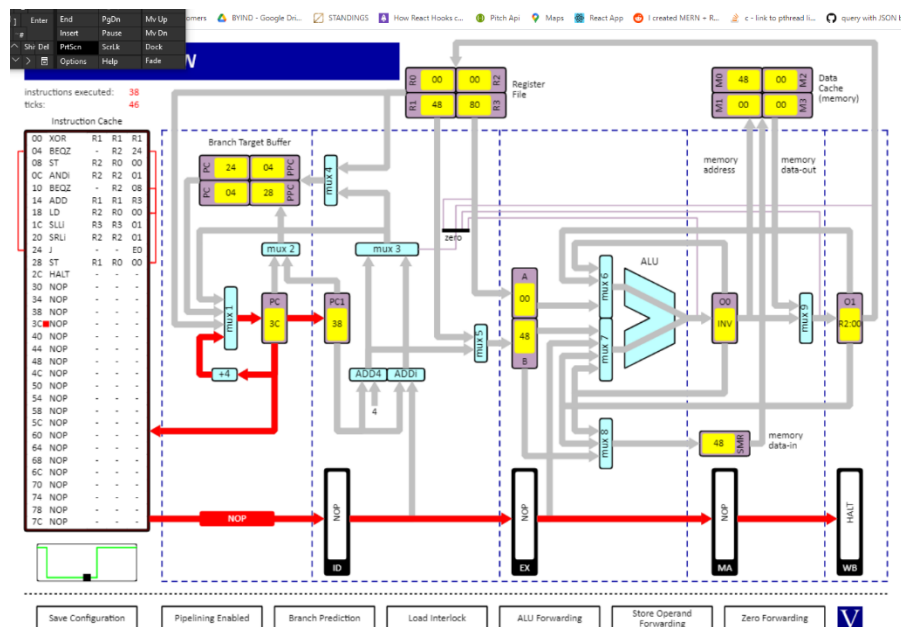 ] Enter End PgDn Mv Up
Insert Pause Mv Dn
Shi Del PrtScn ScrLk Dock
Options Help Fade
omers
BYJND - Google Dri...
STANDINGS
How React Hooks c...
Pitch Api
Maps
React App
I created MERN + R...
c - link to pthread li...
query with JSON b
W
instructions executed: 38
ticks: 46
Instruction Cache
00 XOR R1 R1 R1
04 BEQZ - R2 24
08 ST R2 R0 00
0C ANDi R2 R2 01
10 BEQZ - R2 08
14 ADD R1 R1 R3
18 LD R2 R0 00
1C SLLi R3 R3 01
20 SRLi R2 R2 01
24 J - - E0
28 ST R1 R0 00
2C HALT - - -
30 NOP - - -
34 NOP - - -
38 NOP - - -
3C NOP - - -
40 NOP - - -
44 NOP - - -
48 NOP - - -
4C NOP - - -
50 NOP - - -
54 NOP - - -
58 NOP - - -
5C NOP - - -
60 NOP - - -
64 NOP - - -
68 NOP - - -
6C NOP - - -
70 NOP - - -
74 NOP - - -
78 NOP - - -
7C NOP - - -
R0 00 00 R2
R1 48 80 R3
Register
File
M0 48 00 M2
M1 00 00 M3
Data
Cache
(memory)
Branch Target Buffer
PC 24 04 PPC
PC 04 28 PPC
mux 4
memory
address
memory
data-out
zero
mux 2
mux 3
mux 1
PC
3C
PC1
38
+4
ADD4 ADDi
4
mux 5
A
00
48
B
mux 6
mux 7
ALU
O0
INV
mux 9
O1
R2:00
mux 8
48 SMR
memory
data-in
NOP
NOP
ID
NOP
EX
NOP
MA
HALT
WB
Save Configuration
Pipelining Enabled
Branch Prediction
Load Interlock
ALU Forwarding
Store Operand
Forwarding
Zero Forwarding
V